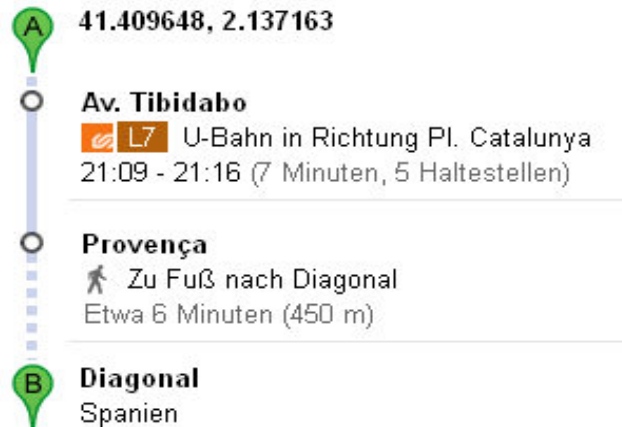 A 41.409648, 2.137163
Av. Tibidabo
L7 U-Bahn in Richtung Pl. Catalunya
21:09 - 21:16 (7 Minuten, 5 Haltestellen)
Provença
Zu Fuß nach Diagonal
Etwa 6 Minuten (450 m)
B Diagonal
Spanien